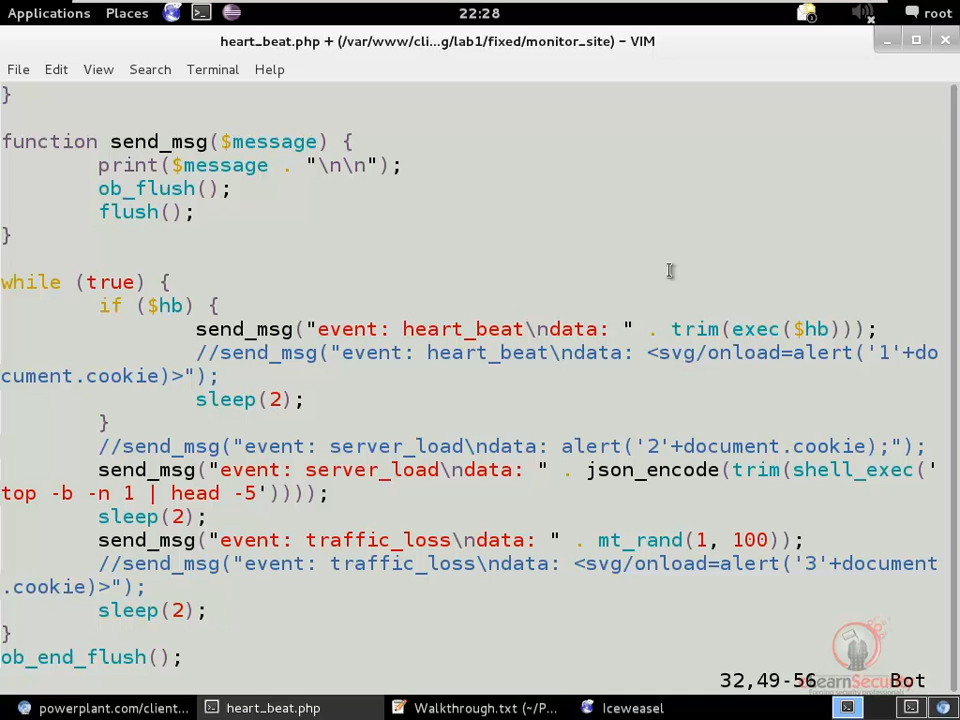 Applications Places 22:28 root
heart_beat.php + (/var/www/cli...g/lab1/fixed/monitor_site) - VIM
File Edit View Search Terminal Help
}
function send_msg($message) {
print($message . "\n\n");
ob_flush();
flush();
}
while (true) {
if ($hb) {
send_msg("event: heart_beat\ndata: " . trim(exec($hb)));
//send_msg("event: heart_beat\ndata: <svg/onload=alert('1'+do
cument.cookie)>");
sleep(2);
}
//send_msg("event: server_load\ndata: alert('2'+document.cookie);");
send_msg("event: server_load\ndata: " . json_encode(trim(shell_exec('
top -b -n 1 | head -5'))));
sleep(2);
send_msg("event: traffic_loss\ndata: " . mt_rand(1, 100));
//send_msg("event: traffic_loss\ndata: <svg/onload=alert('3'+document
.cookie)>");
sleep(2);
}
ob_end_flush();
32,49-56 Bot
eLearnSecurity
powerplant.com/client... heart_beat.php Walkthrough.txt (~/P... Iceweasel